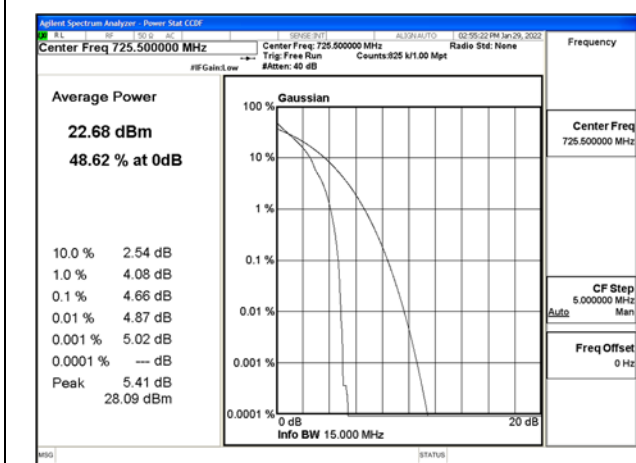 Agilent Spectrum Analyzer - Power Stat CCDF
RL RF 50 Ω AC SENSE:INT ALIGN AUTO 02:55:22 PM Jan 29, 2022
Center Freq 725.500000 MHz
Center Freq: 725.500000 MHz Radio Std: None
Trig: Free Run Counts:825 k/1.00 Mpt
#IFGain:Low #Atten: 40 dB
Frequency
Average Power
22.68 dBm
48.62 % at 0dB
10.0 % 2.54 dB
1.0 % 4.08 dB
0.1 % 4.66 dB
0.01 % 4.87 dB
0.001 % 5.02 dB
0.0001 % --- dB
Peak 5.41 dB
28.09 dBm
Gaussian
100 %
10 %
1 %
0.1 %
0.01 %
0.001 %
0.0001 %
0 dB 20 dB
Info BW 15.000 MHz
Center Freq
725.500000 MHz
CF Step
5.000000 MHz
Auto Man
Freq Offset
0 Hz
MSG STATUS